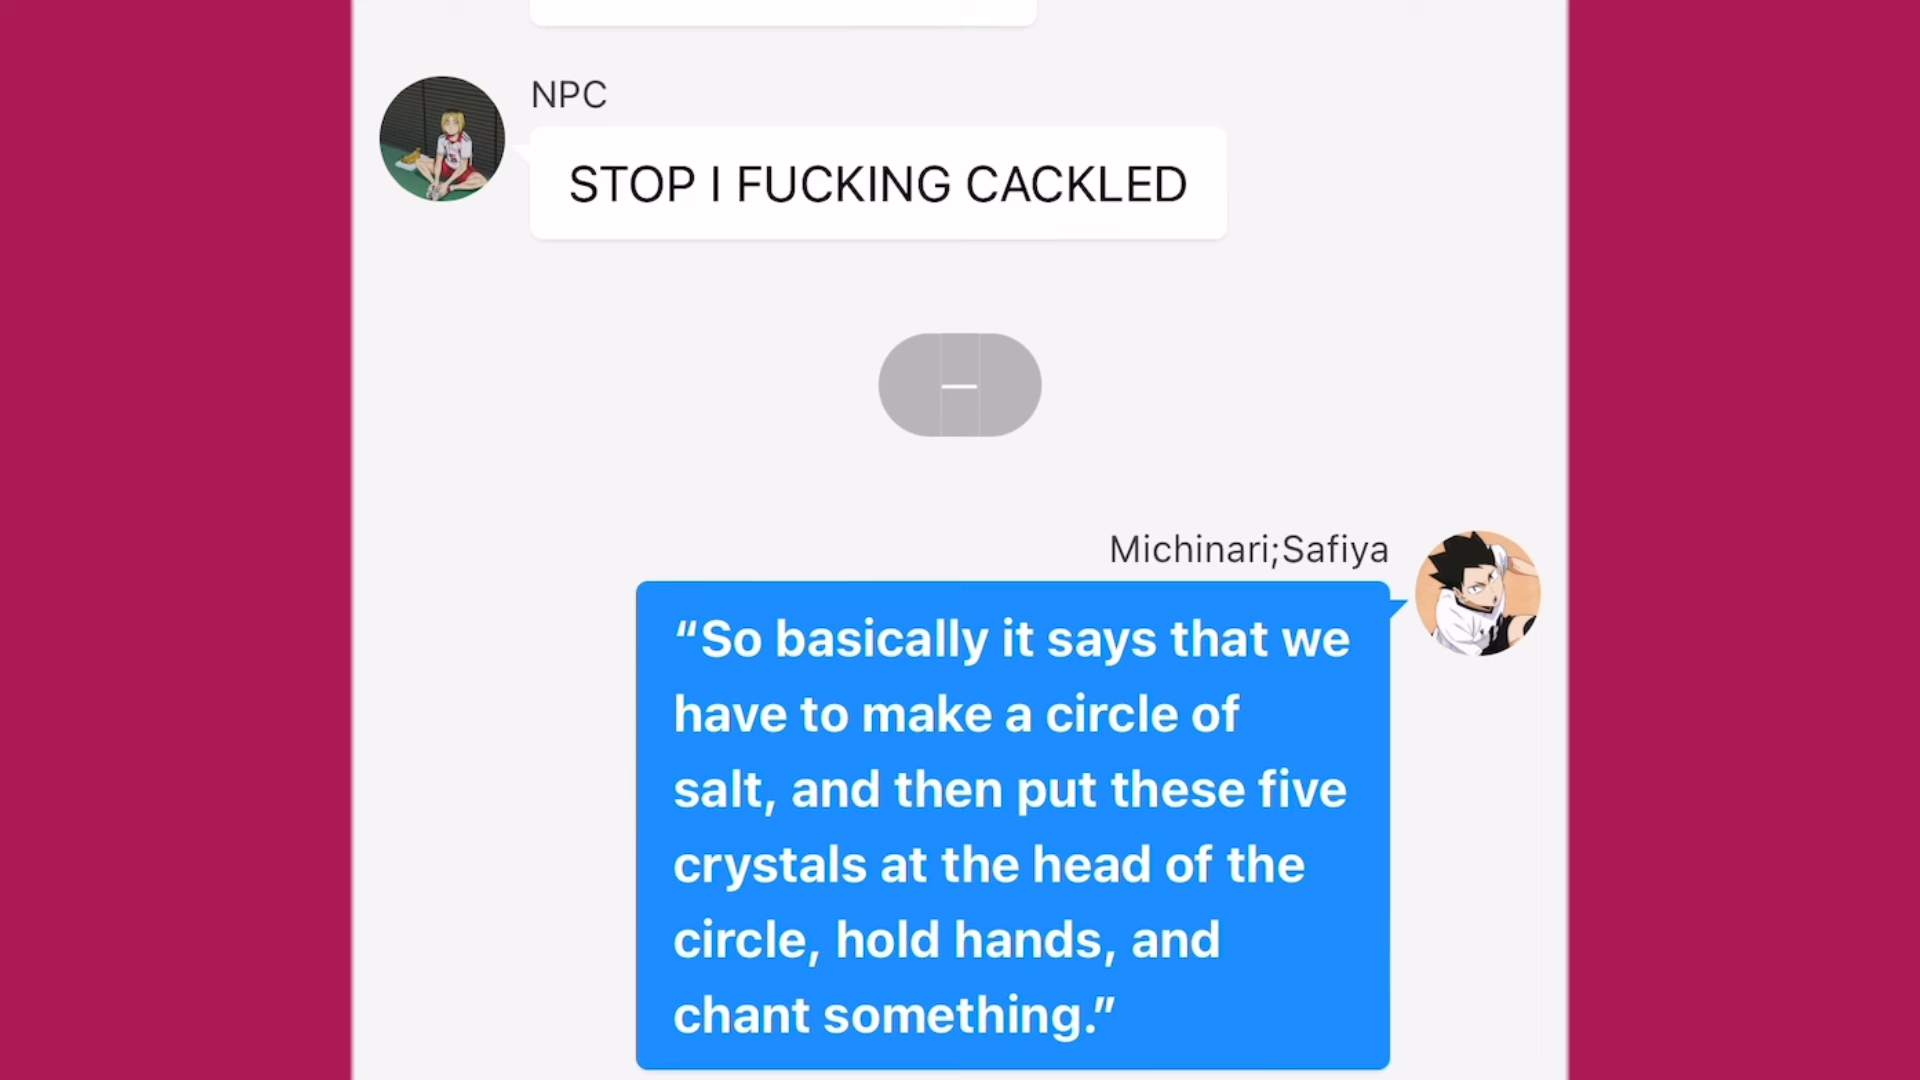 NPC
STOP I FUCKING CACKLED
—
Michinari;Safiya
“So basically it says that we
have to make a circle of
salt, and then put these five
crystals at the head of the
circle, hold hands, and
chant something.”